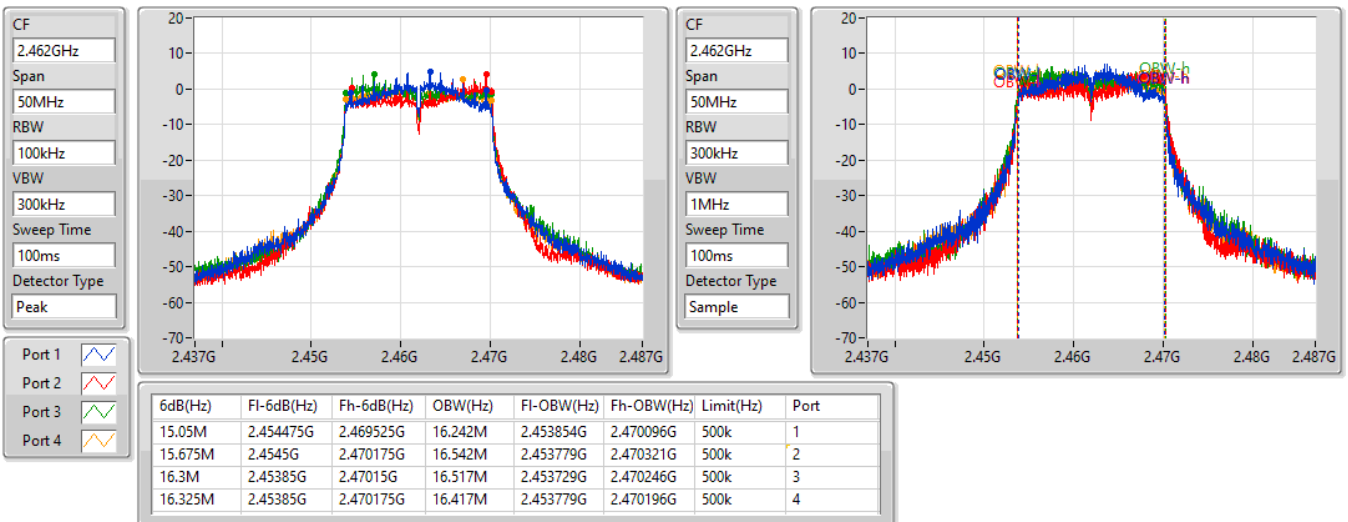 CF
2.462GHz
Span
50MHz
RBW
100kHz
VBW
300kHz
Sweep Time
100ms
Detector Type
Peak
20
10
0
-10
-20
-30
-40
-50
-60
-70
2.437G 2.45G 2.46G 2.47G 2.48G 2.487G
CF
2.462GHz
Span
50MHz
RBW
300kHz
VBW
1MHz
Sweep Time
100ms
Detector Type
Sample
20
10
0
-10
-20
-30
-40
-50
-60
-70
OBW-h
OBW-h
2.437G 2.45G 2.46G 2.47G 2.48G 2.487G
Port 1
Port 2
Port 3
Port 4
6dB(Hz) Fl-6dB(Hz) Fh-6dB(Hz) OBW(Hz) Fl-OBW(Hz) Fh-OBW(Hz) Limit(Hz) Port
15.05M 2.454475G 2.469525G 16.242M 2.453854G 2.470096G 500k 1
15.675M 2.4545G 2.470175G 16.542M 2.453779G 2.470321G 500k 2
16.3M 2.45385G 2.47015G 16.517M 2.453729G 2.470246G 500k 3
16.325M 2.45385G 2.470175G 16.417M 2.453779G 2.470196G 500k 4